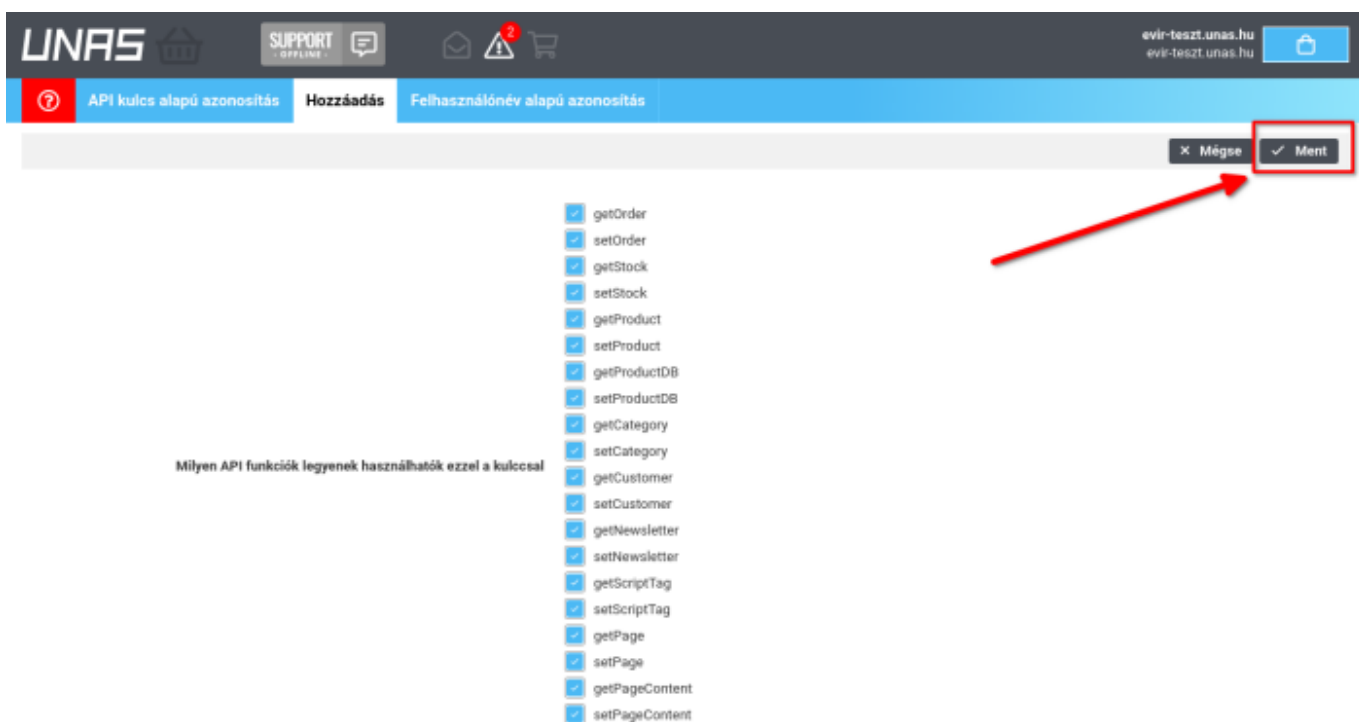 UNAS
SUPPORT
- OFFLINE -
2
evir-teszt.unas.hu
evir-teszt.unas.hu
? API kulcs alapú azonosítás Hozzáadás Felhasználónév alapú azonosítás
× Mégse ✓ Ment
getOrder
setOrder
getStock
setStock
getProduct
setProduct
getProductDB
setProductDB
getCategory
setCategory
Milyen API funkciók legyenek használhatók ezzel a kulccsal
getCustomer
setCustomer
getNewsletter
setNewsletter
getScriptTag
setScriptTag
getPage
setPage
getPageContent
setPageContent